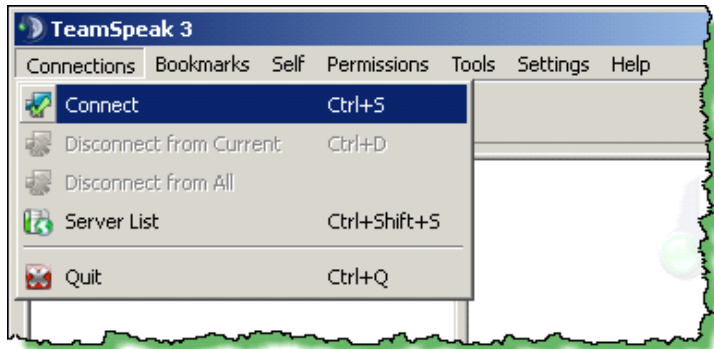 TeamSpeak 3
Connections Bookmarks Self Permissions Tools Settings Help
Connect Ctrl+S
Disconnect from Current Ctrl+D
Disconnect from All
Server List Ctrl+Shift+S
Quit Ctrl+Q